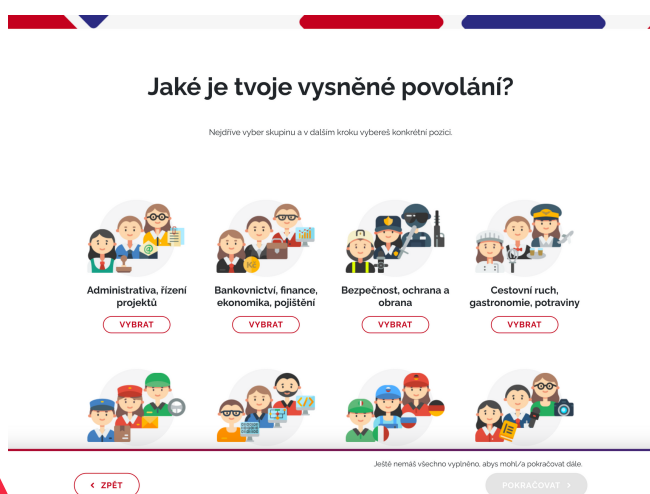 Jaké je tvoje vysněné povolání?
Nejdříve vyber skupinu a v dalším kroku vybereš konkrétní pozici.
Administrativa, řízení
projektů
VYBRAT
Bankovnictví, finance,
ekonomika, pojištění
VYBRAT
Bezpečnost, ochrana a
obrana
VYBRAT
Cestovní ruch,
gastronomie, potraviny
VYBRAT
Ještě nemáš všechno vyplněno, abys mohl/a pokračovat dále.
ZPĚT
POKRAČOVAT